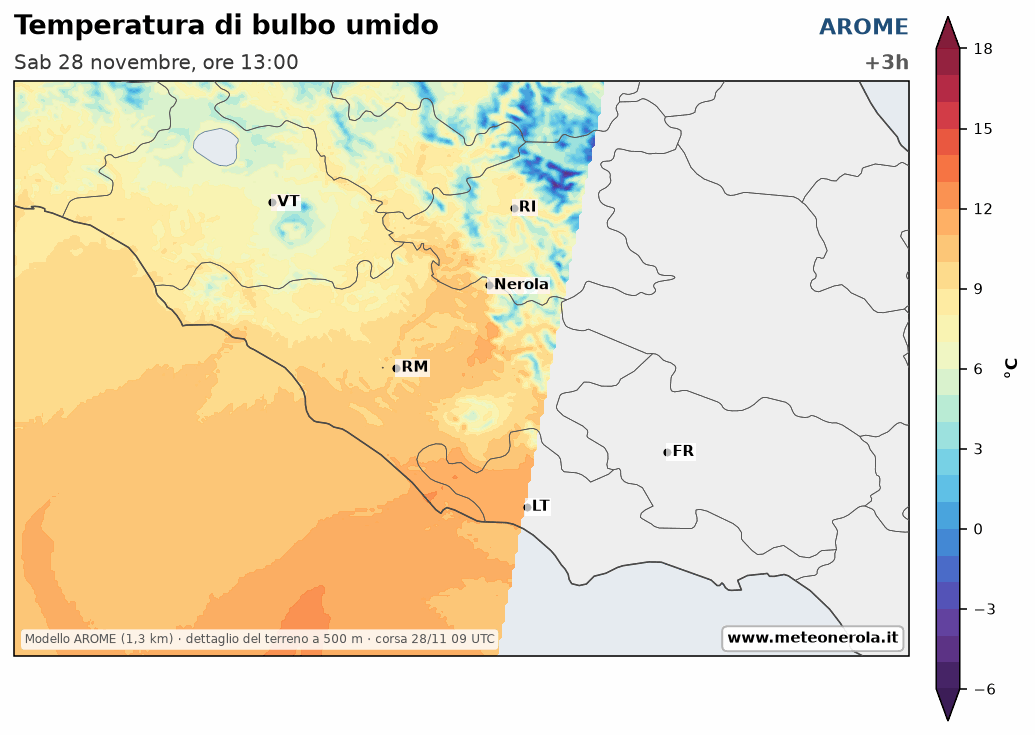 Temperatura di bulbo umido
AROME
Sab 28 novembre, ore 13:00
+3h
VT
RI
Nerola
RM
FR
LT
Modello AROME (1,3 km) · dettaglio del terreno a 500 m · corsa 28/11 09 UTC
www.meteonerola.it
18
15
12
9
6
3
0
−3
−6
°C